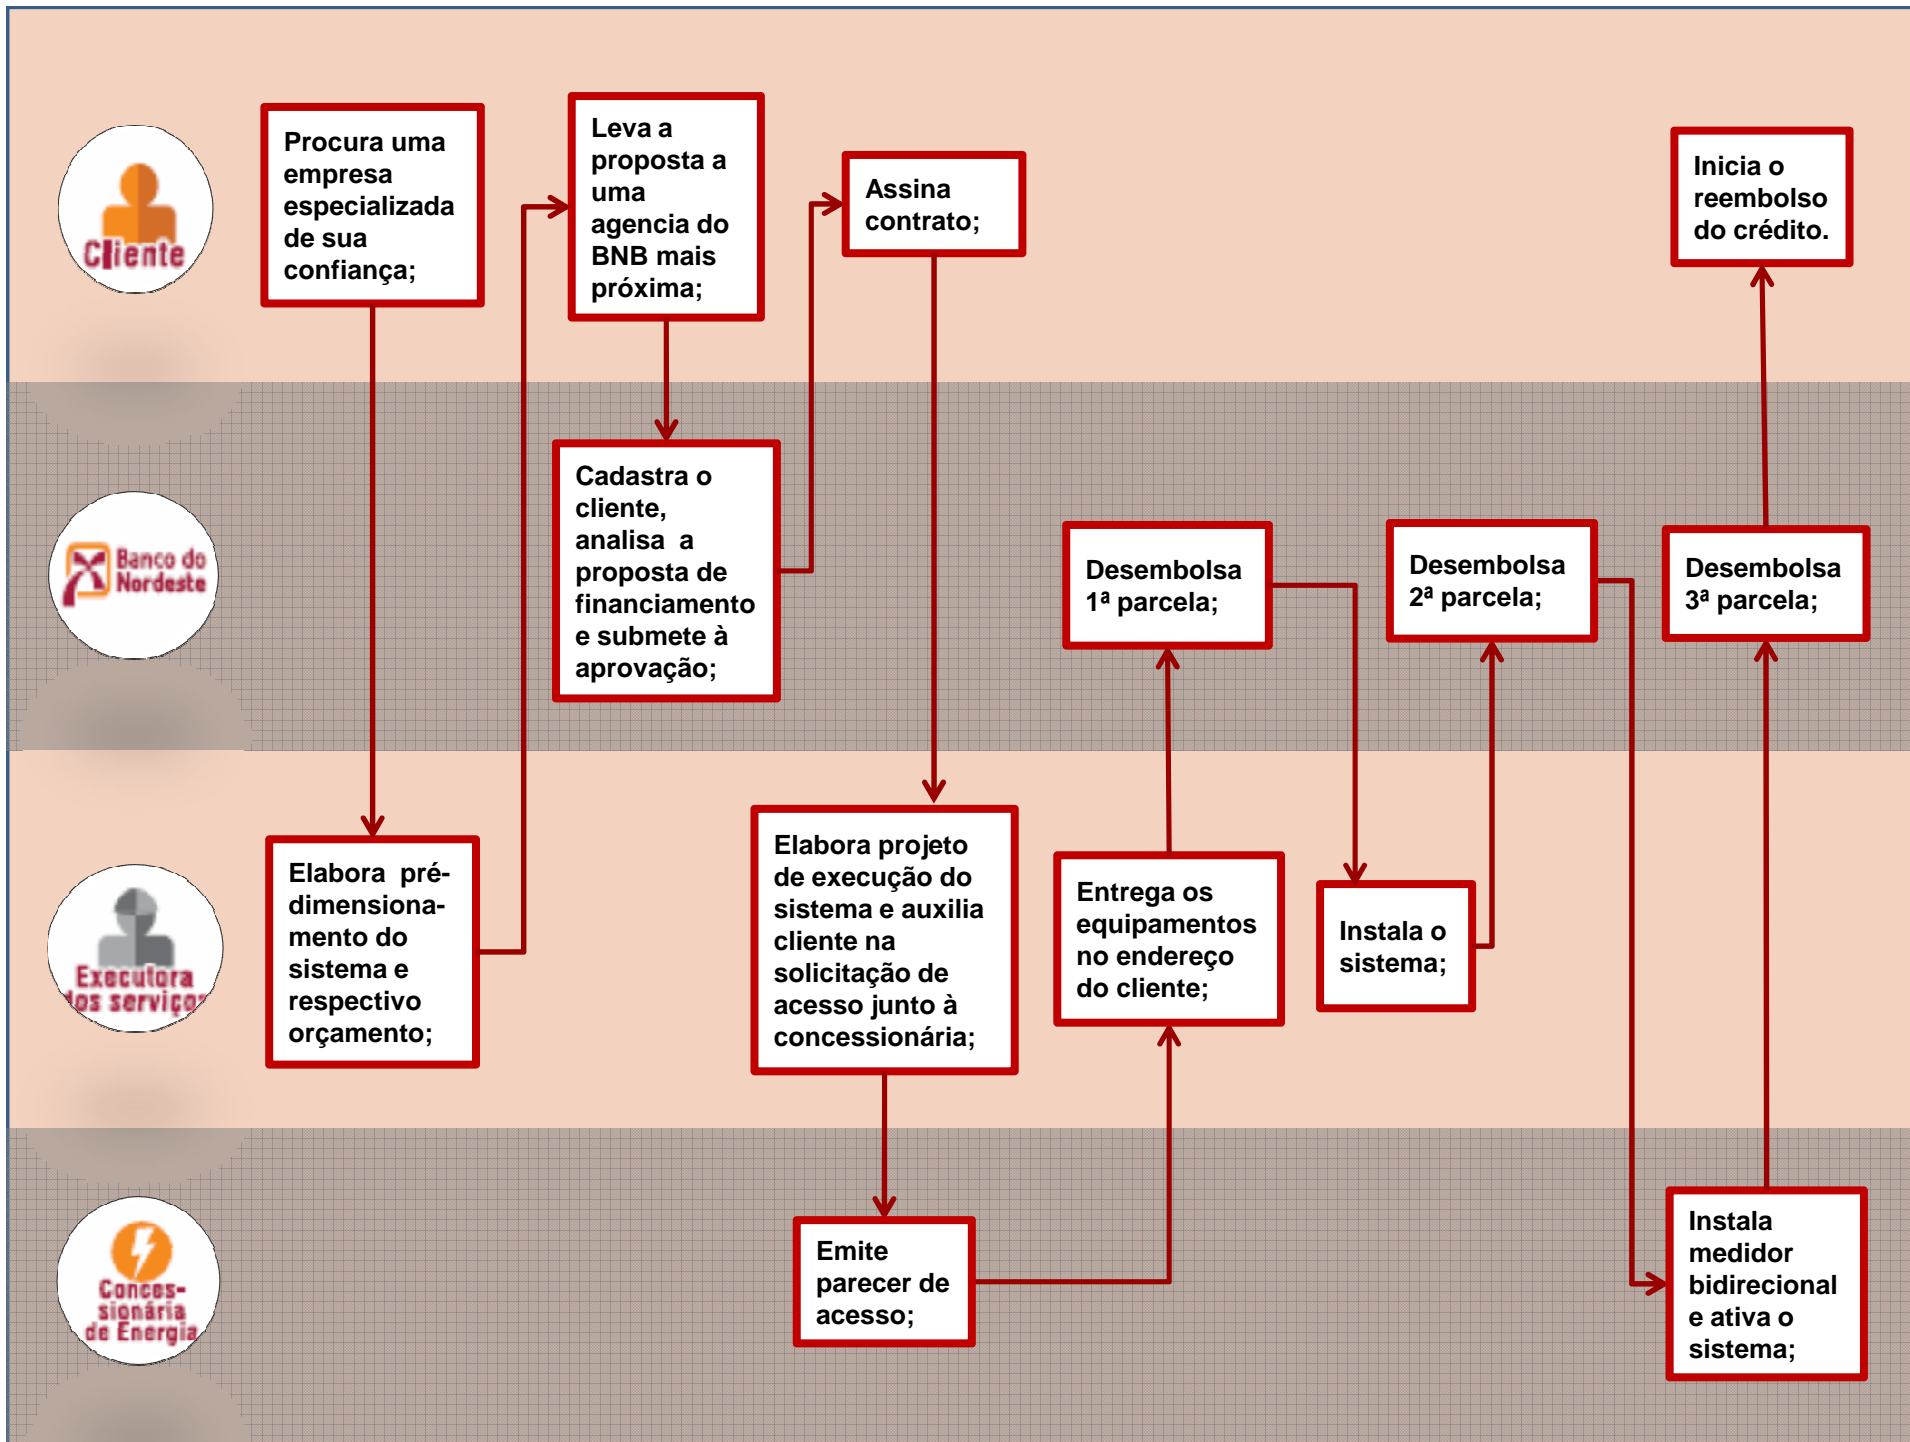 Cliente
Procura uma
empresa
especializada
de sua
confiança;
Leva a
proposta a
uma
agencia do
BNB mais
próxima;
Assina
contrato;
Inicia o
reembolso
do crédito.
Banco do
Nordeste
Cadastra o
cliente,
analisa a
proposta de
financiamento
e submete à
aprovação;
Desembolsa
1ª parcela;
Desembolsa
2ª parcela;
Desembolsa
3ª parcela;
Executora
dos serviços
Elabora pré-
dimensiona-
mento do
sistema e
respectivo
orçamento;
Elabora projeto
de execução do
sistema e auxilia
cliente na
solicitação de
acesso junto à
concessionária;
Entrega os
equipamentos
no endereço
do cliente;
Instala o
sistema;
Conces-
sionária
de Energia
Emite
parecer de
acesso;
Instala
medidor
bidirecional
e ativa o
sistema;